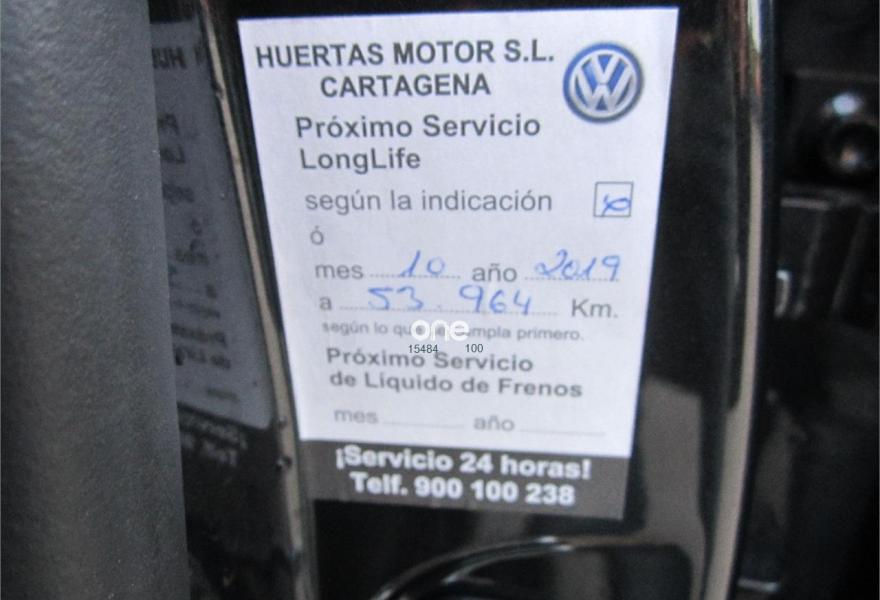 HUERTAS MOTOR S.L.
CARTAGENA
Próximo Servicio
LongLife
según la indicación
ó
mes 10 año 2019
a 53.964 Km.
según lo que se cumpla primero.
one
15484 100
Próximo Servicio
de Líquido de Frenos
mes año
¡Servicio 24 horas!
Telf. 900 100 238